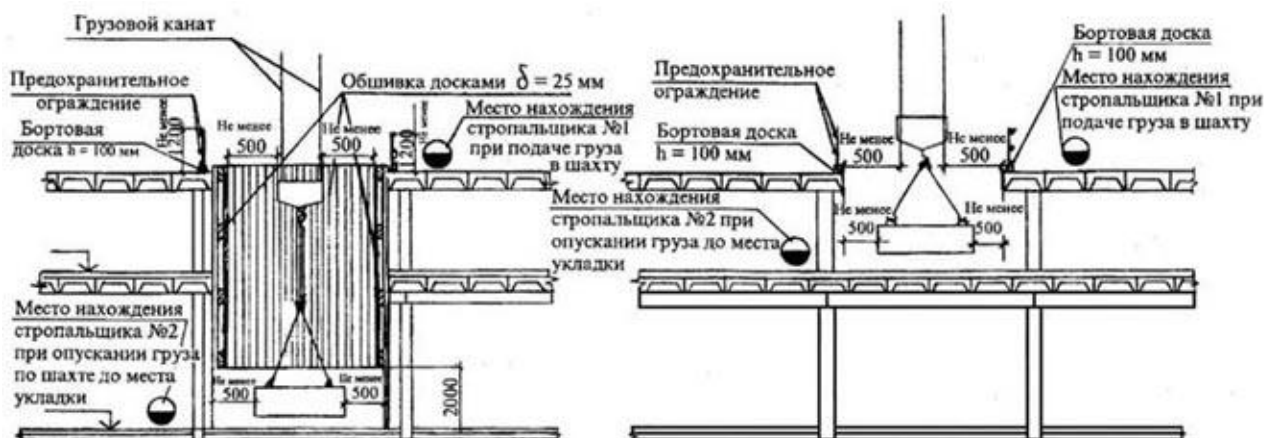 Грузовой канат
Предохранительное
ограждение
Бортовая
доска h = 100 мм
Не менее
1200
Обшивка досками δ = 25 мм
Не менее
500
Не менее
500
Не менее
1200
Место нахождения
стропальщика №1
при подаче груза
в шахту
Место нахождения
стропальщика №2
при опускании груза
по шахте до места
укладки
Не менее
500
Не менее
500
2000
Предохранительное
ограждение
Бортовая доска
h = 100 мм
Место нахождения
стропальщика №2 при
опускании груза до места
укладки
Не менее
500
Не менее
500
Не менее
500
Не менее
500
Бортовая доска
h = 100 мм
Место нахождения
стропальщика №1 при
подаче груза в шахту